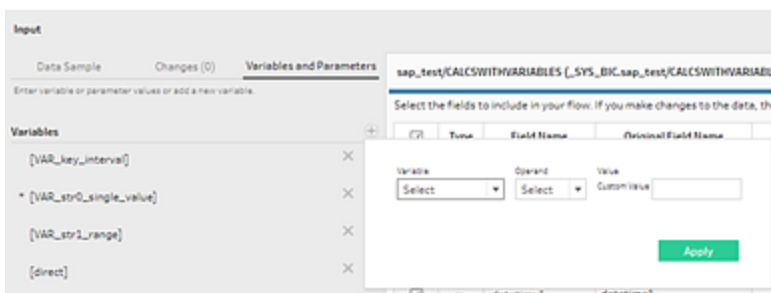 Input
Data Sample Changes (0) Variables and Parameters
Enter variable or parameter values or add a new variable.
sap_test/CALCSWITHVARIABLES (_SYS_BIC.sap_test/CALCSWITHVARIABL
Select the fields to include in your flow. If you make changes to the data, th
Variables
Type Field Name Original Field Name
[VAR_key_interval]
* [VAR_str0_single_value]
[VAR_str1_range]
[direct]
Variable Operand Value
Select Select Custom Value
Apply